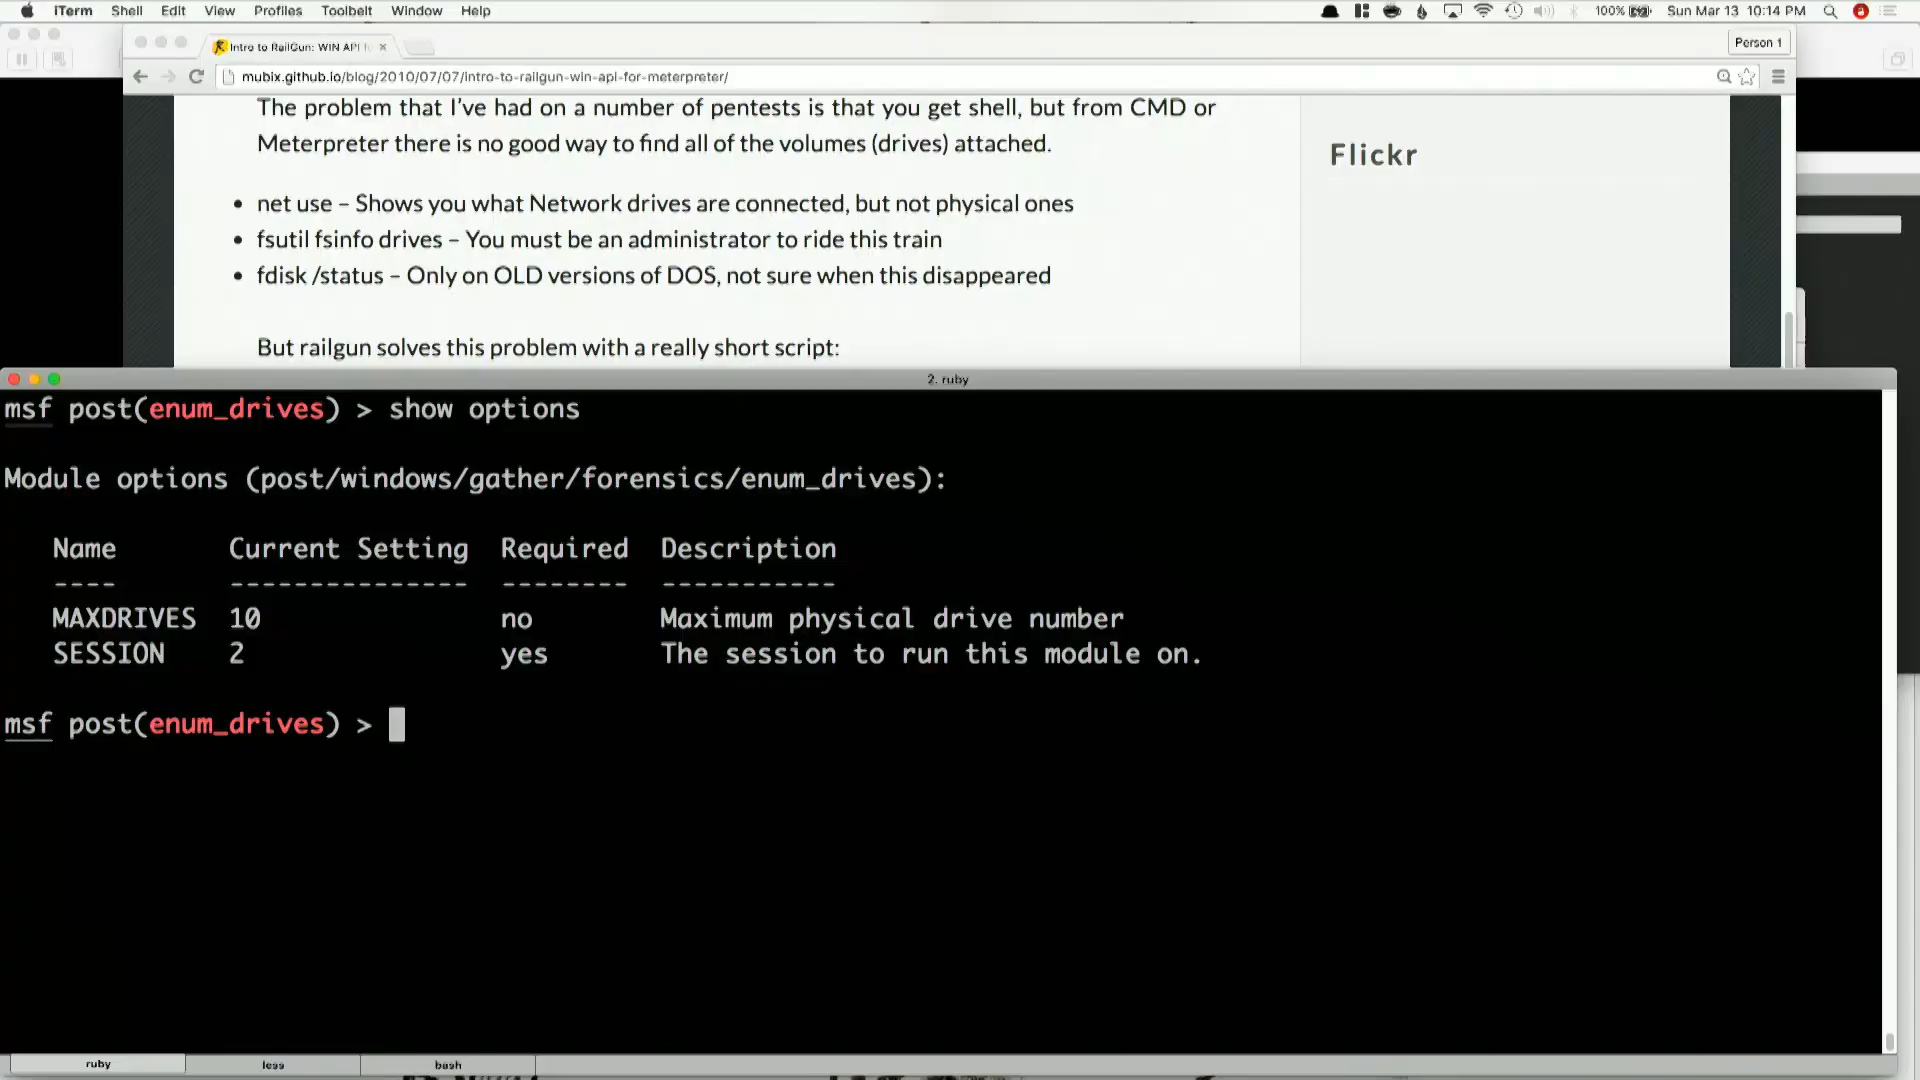 iTerm Shell Edit View Profiles Toolbelt Window Help 100% Sun Mar 13 10:14 PM
Intro to RailGun: WIN API f
Person 1
mubix.github.io/blog/2010/07/07/intro-to-railgun-win-api-for-meterpreter/
The problem that I've had on a number of pentests is that you get shell, but from CMD or
Meterpreter there is no good way to find all of the volumes (drives) attached.
Flickr
• net use – Shows you what Network drives are connected, but not physical ones
• fsutil fsinfo drives – You must be an administrator to ride this train
• fdisk /status – Only on OLD versions of DOS, not sure when this disappeared
But railgun solves this problem with a really short script:
2. ruby
msf post(enum_drives) > show options
Module options (post/windows/gather/forensics/enum_drives):
Name Current Setting Required Description
---- --------------- -------- -----------
MAXDRIVES 10 no Maximum physical drive number
SESSION 2 yes The session to run this module on.
msf post(enum_drives) >
ruby less bash